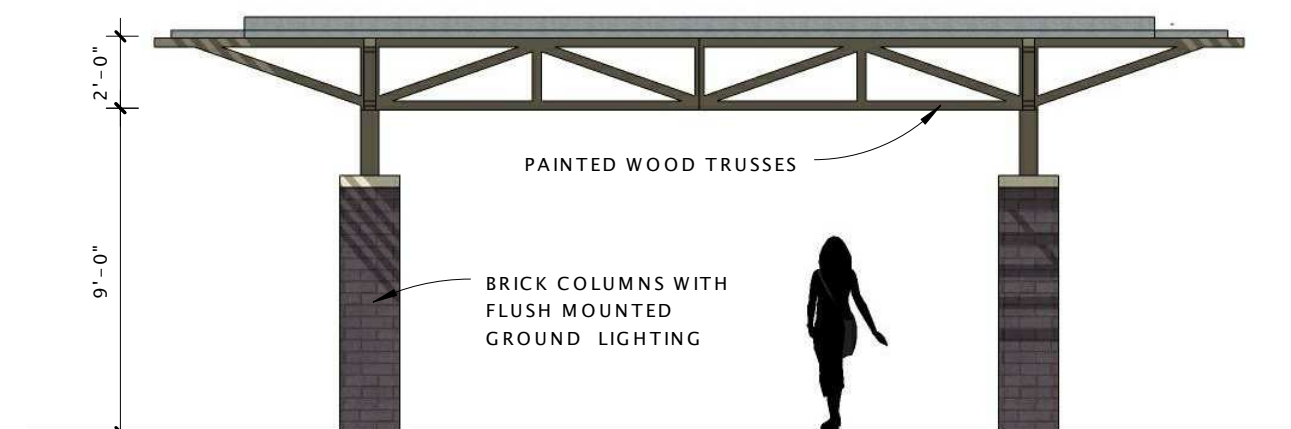 2'-0"
PAINTED WOOD TRUSSES
9'-0"
BRICK COLUMNS WITH
FLUSH MOUNTED
GROUND LIGHTING